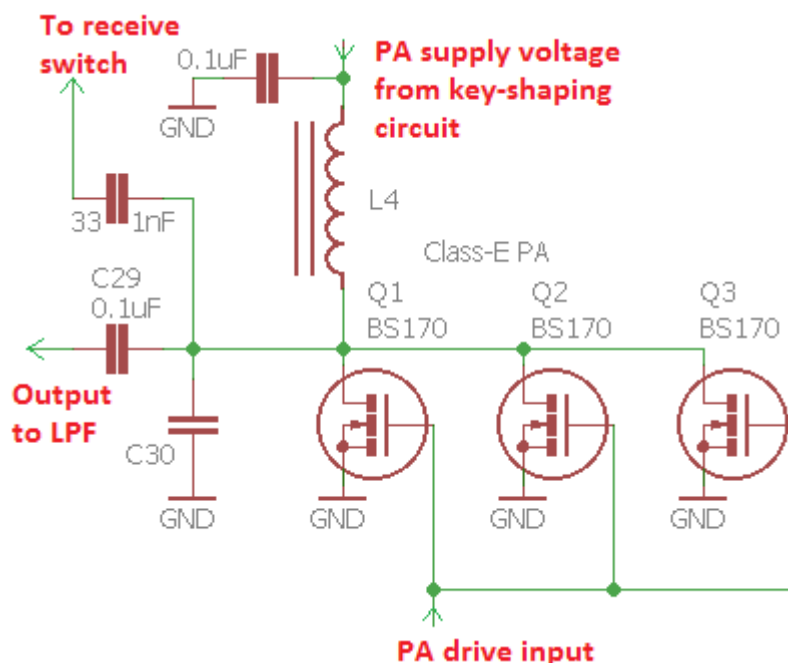 To receive
switch
0.1uF
PA supply voltage
from key-shaping
circuit
GND
L4
33
1nF
Class-E PA
C29
0.1uF
Q1
BS170
Q2
BS170
Q3
BS170
Output
to LPF
C30
GND
GND
GND
GND
PA drive input